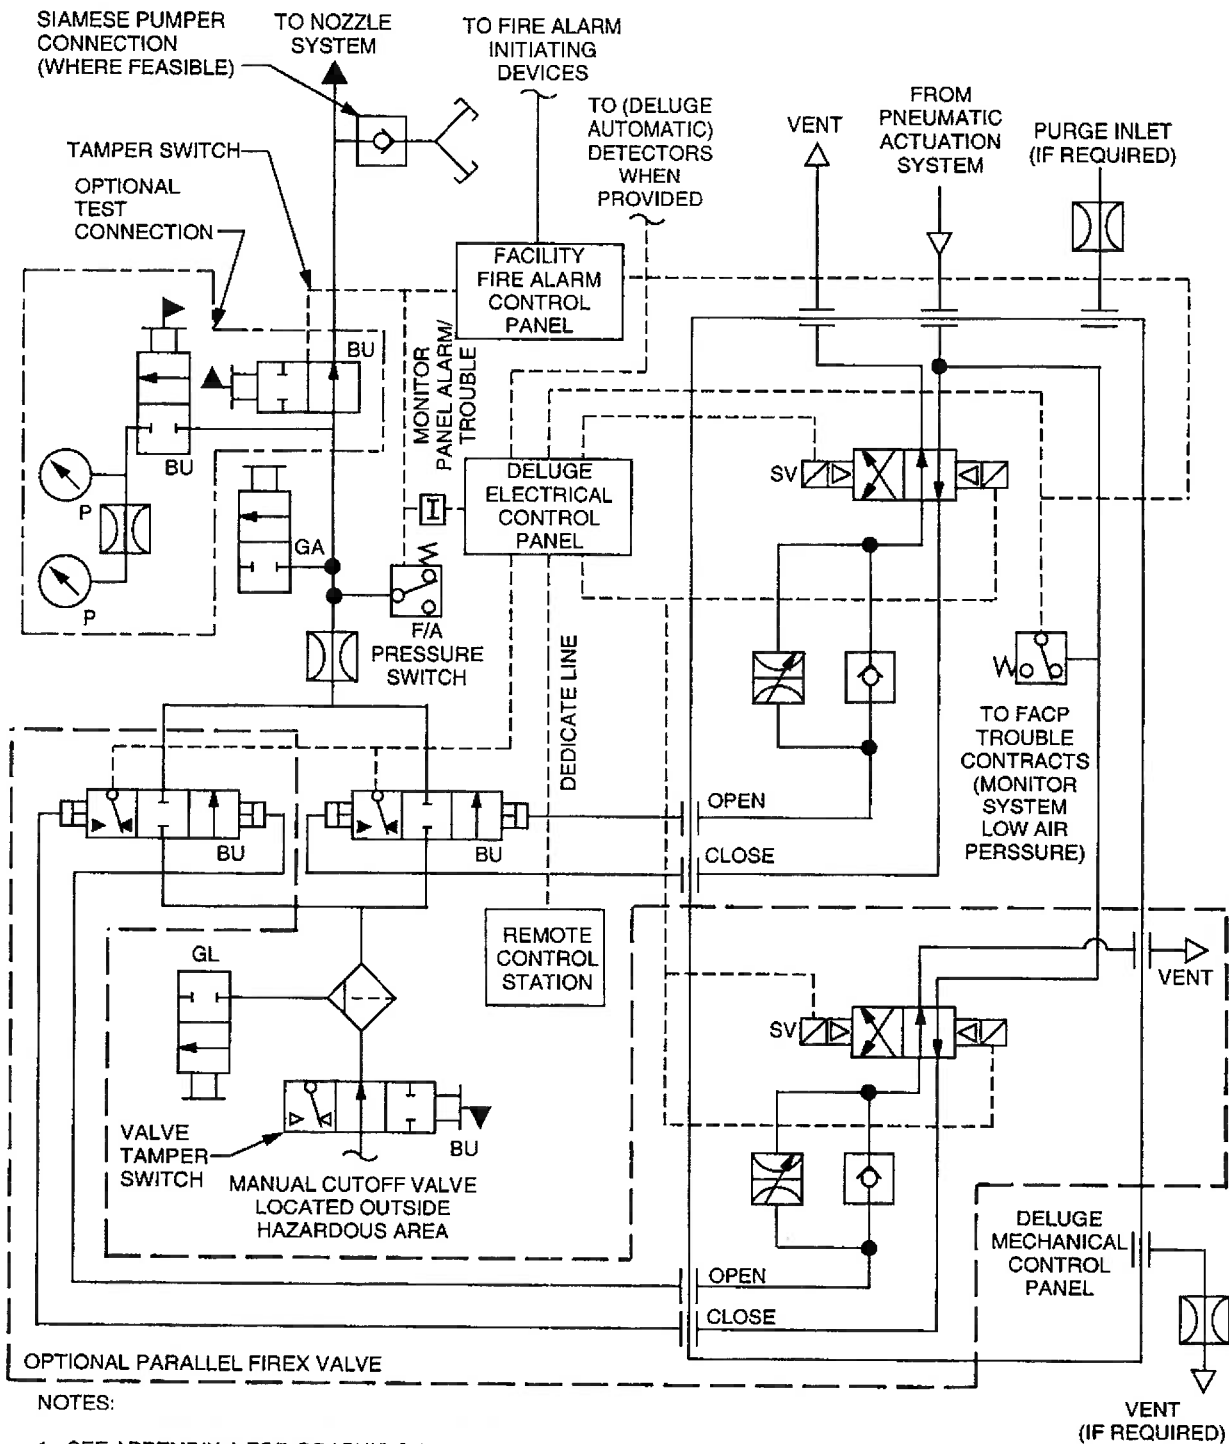 SIAMESE PUMPER
CONNECTION
(WHERE FEASIBLE)
TO NOZZLE
SYSTEM
TO FIRE ALARM
INITIATING
DEVICES
TO (DELUGE
AUTOMATIC)
DETECTORS
WHEN
PROVIDED
VENT
FROM
PNEUMATIC
ACTUATION
SYSTEM
PURGE INLET
(IF REQUIRED)
TAMPER SWITCH
OPTIONAL
TEST
CONNECTION
FACILITY
FIRE ALARM
CONTROL
PANEL
BU
MONITOR
PANEL ALARM/
TROUBLE
BU
P
P
GA
DELUGE
ELECTRICAL
CONTROL
PANEL
I
SV
F/A
PRESSURE
SWITCH
DEDICATE LINE
TO FACP
TROUBLE
CONTRACTS
(MONITOR
SYSTEM
LOW AIR
PERSSURE)
OPEN
CLOSE
BU
BU
REMOTE
CONTROL
STATION
GL
VENT
SV
VALVE
TAMPER
SWITCH
BU
MANUAL CUTOFF VALVE
LOCATED OUTSIDE
HAZARDOUS AREA
DELUGE
MECHANICAL
CONTROL
PANEL
OPEN
CLOSE
OPTIONAL PARALLEL FIREX VALVE
NOTES:
VENT
(IF REQUIRED)